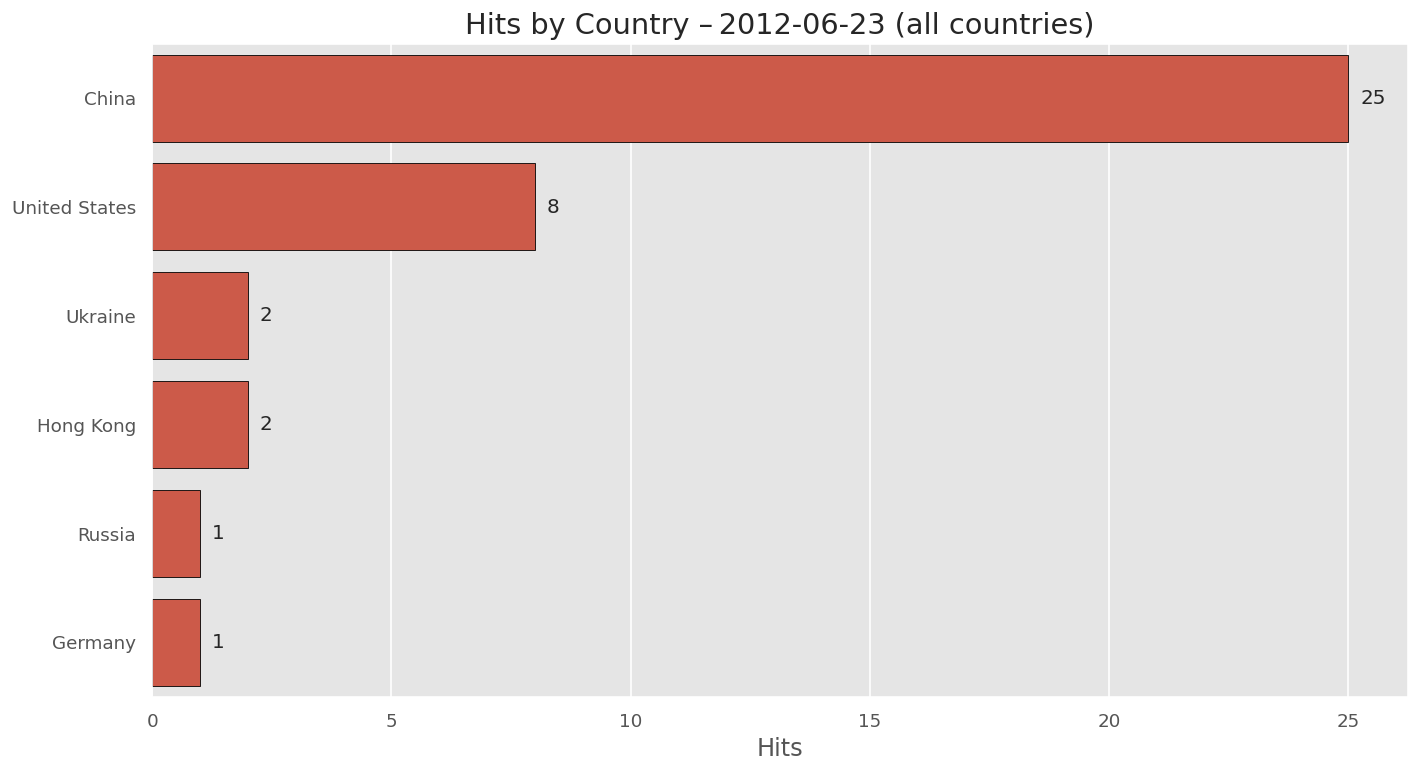 Hits by Country – 2012-06-23 (all countries)
China 25
United States 8
Ukraine 2
Hong Kong 2
Russia 1
Germany 1
0 5 10 15 20 25
Hits